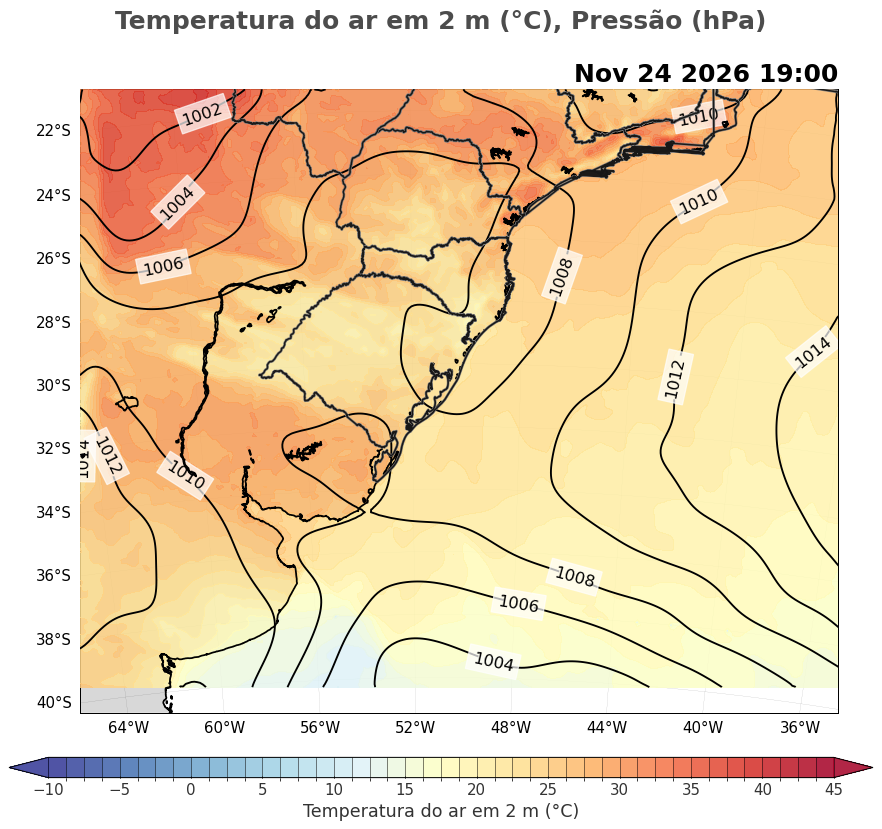 Temperatura do ar em 2 m (°C), Pressão (hPa)
Nov 24 2026 19:00
1002
1010
22°S
1004
24°S
1010
26°S
1006
1008
28°S
1014
30°S
1012
32°S
1014
1012
1010
34°S
36°S
1008
1006
38°S
1004
40°S
64°W 60°W 56°W 52°W 48°W 44°W 40°W 36°W
−10 −5 0 5 10 15 20 25 30 35 40 45
Temperatura do ar em 2 m (°C)